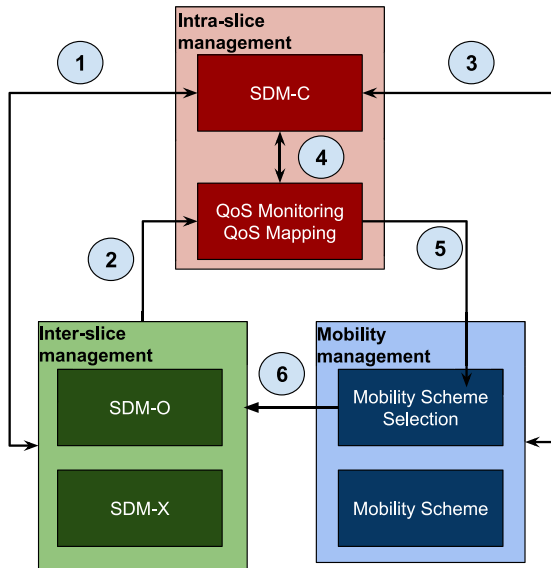 Intra-slice
management
1
3
SDM-C
4
QoS Monitoring
QoS Mapping
2
5
Inter-slice
management
Mobility
management
6
SDM-O
Mobility Scheme
Selection
SDM-X
Mobility Scheme